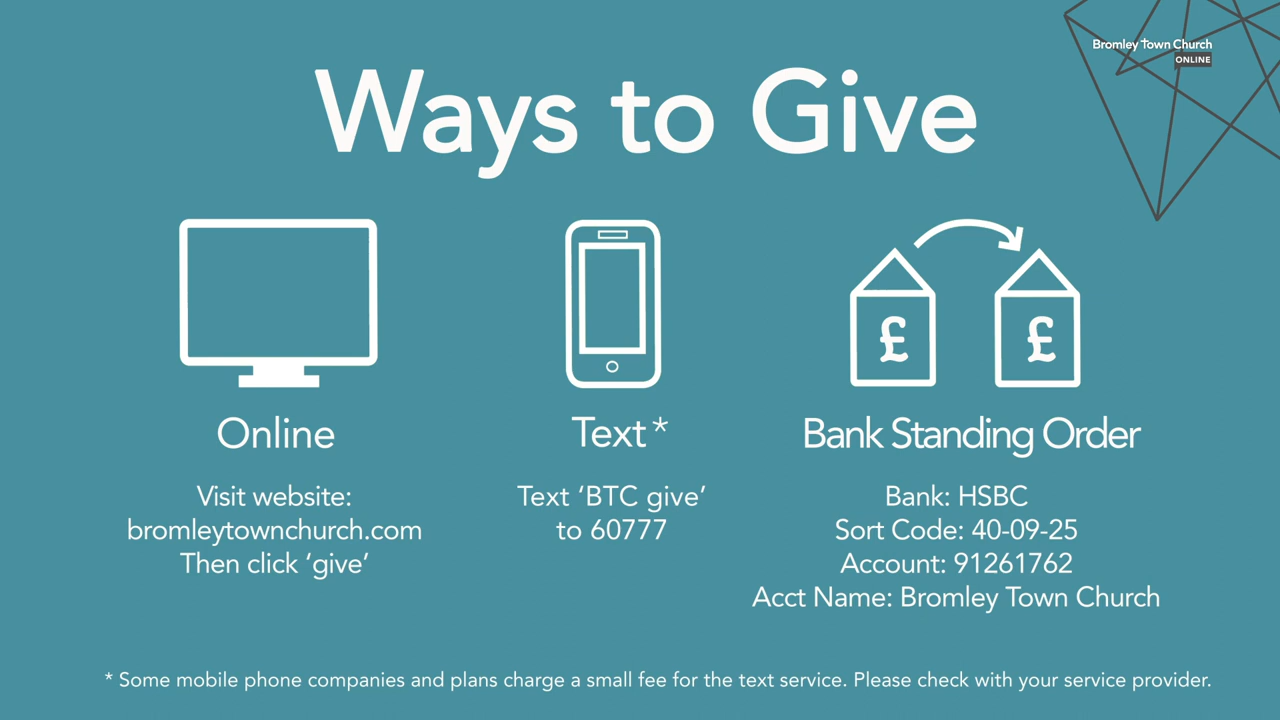 Bromley Town Church
ONLINE
Ways to Give
£ £
Online
Visit website:
bromleytownchurch.com
Then click ‘give’
Text*
Text ‘BTC give’
to 60777
Bank Standing Order
Bank: HSBC
Sort Code: 40-09-25
Account: 91261762
Acct Name: Bromley Town Church
* Some mobile phone companies and plans charge a small fee for the text service. Please check with your service provider.